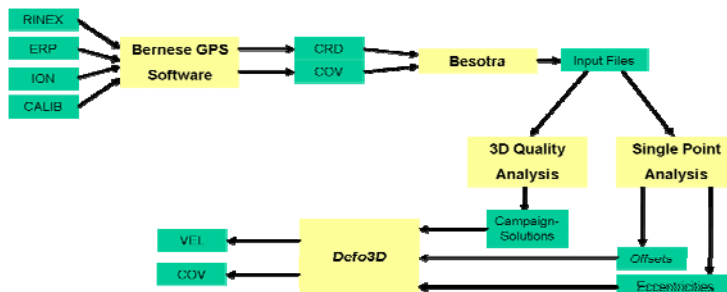 RINEX
ERP
ION
CALIB
Bernese GPS
Software
CRD
COV
Besotra
Input Files
3D Quality
Analysis
Single Point
Analysis
Campaign-
Solutions
Offsets
Eccentricities
Defo3D
VEL
COV